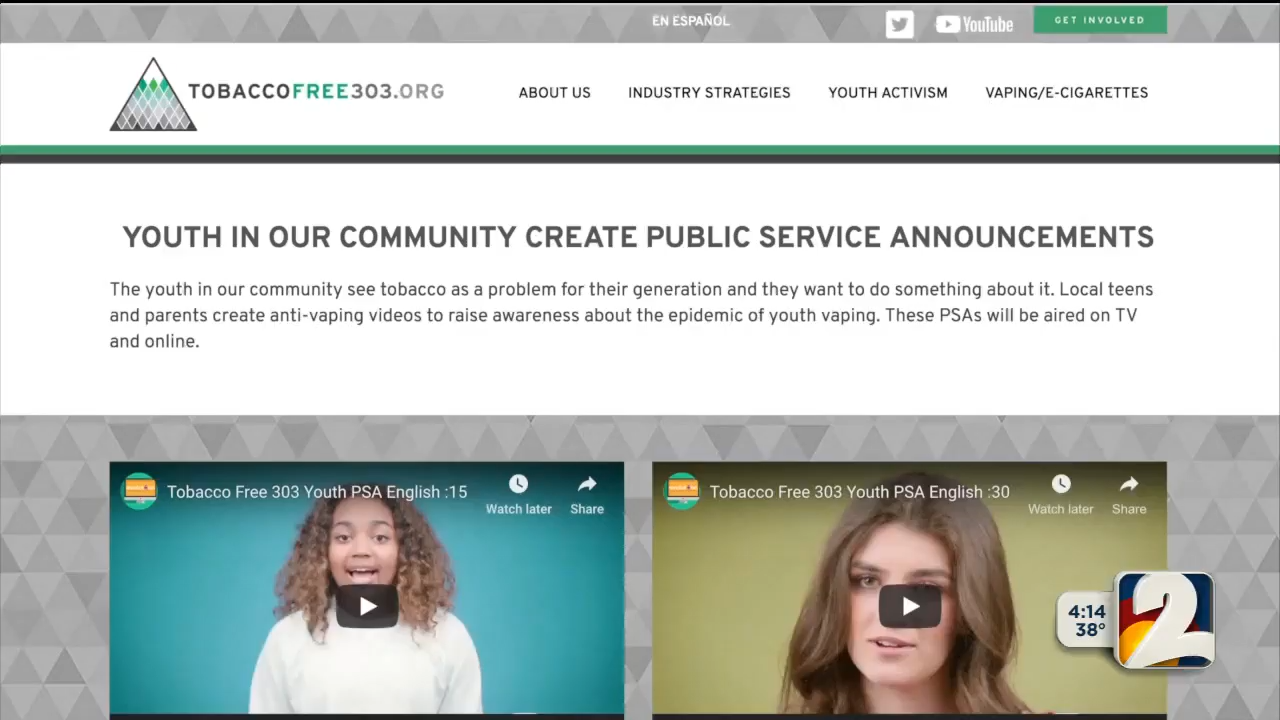 EN ESPAÑOL
YouTube
GET INVOLVED
TOBACCOFREE303.ORG
ABOUT US
INDUSTRY STRATEGIES
YOUTH ACTIVISM
VAPING/E-CIGARETTES
YOUTH IN OUR COMMUNITY CREATE PUBLIC SERVICE ANNOUNCEMENTS
The youth in our community see tobacco as a problem for their generation and they want to do something about it. Local teens
and parents create anti-vaping videos to raise awareness about the epidemic of youth vaping. These PSAs will be aired on TV
and online.
Tobacco Free 303 Youth PSA English :15
Watch later
Share
Tobacco Free 303 Youth PSA English :30
Watch later
Share
4:14
38°
2